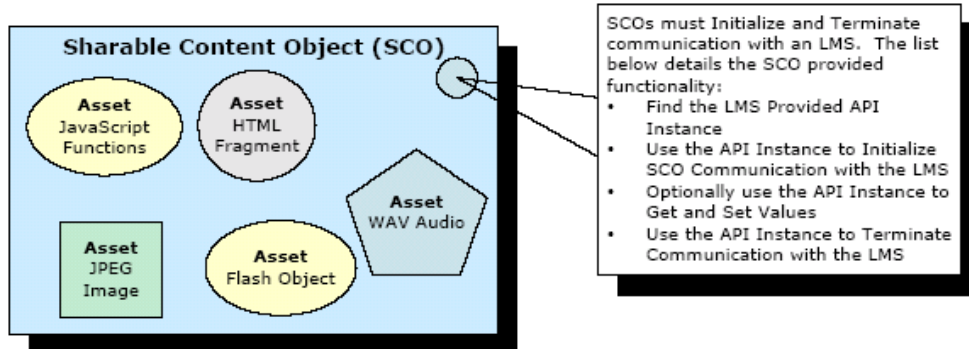 Sharable Content Object (SCO)
Asset
JavaScript
Functions
Asset
HTML
Fragment
Asset
WAV Audio
Asset
JPEG
Image
Asset
Flash Object
SCOs must Initialize and Terminate
communication with an LMS.  The list
below details the SCO provided
functionality:
• Find the LMS Provided API
Instance
• Use the API Instance to Initialize
SCO Communication with the LMS
• Optionally use the API Instance to
Get and Set Values
• Use the API Instance to Terminate
Communication with the LMS